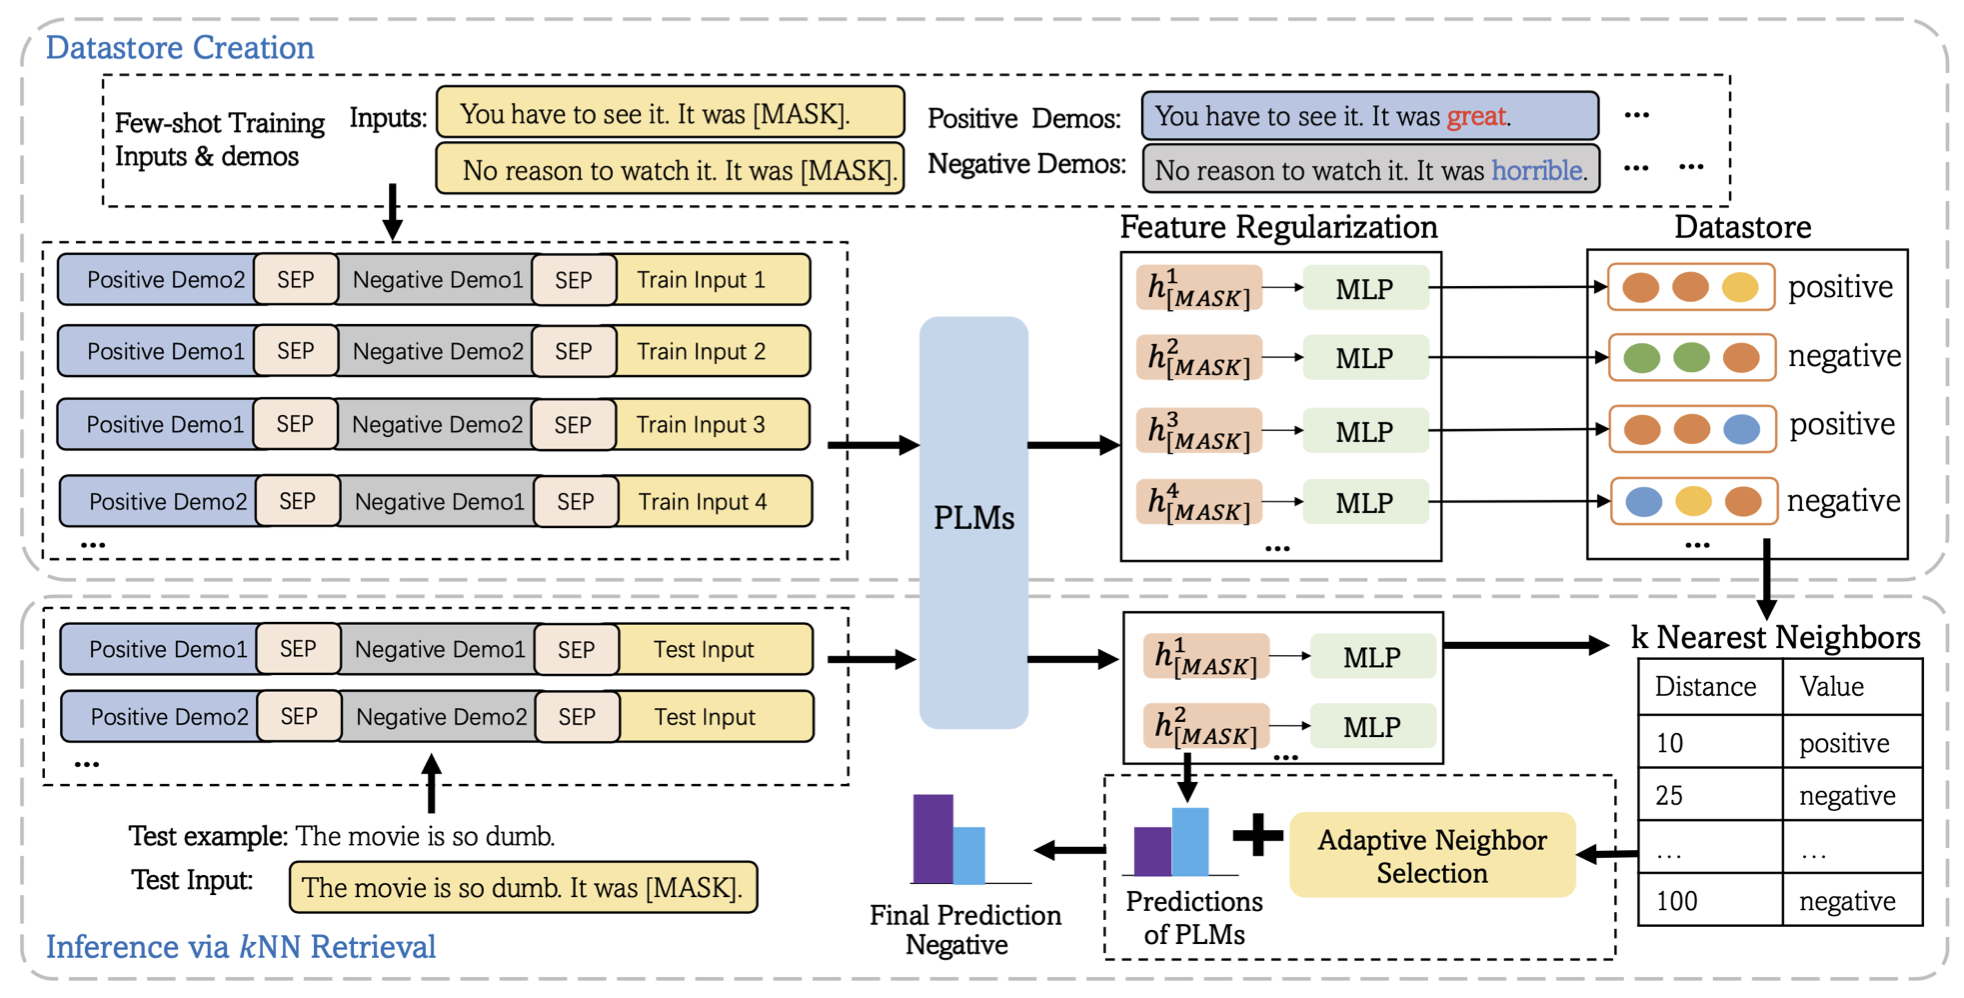 Datastore Creation
Few-shot Training
Inputs & demos
Inputs:
You have to see it. It was [MASK].
No reason to watch it. It was [MASK].
Positive Demos:
You have to see it. It was great.
...
Negative Demos:
No reason to watch it. It was horrible.
... ...
Positive Demo2 SEP Negative Demo1 SEP Train Input 1
Positive Demo1 SEP Negative Demo2 SEP Train Input 2
Positive Demo1 SEP Negative Demo2 SEP Train Input 3
Positive Demo2 SEP Negative Demo1 SEP Train Input 4
...
PLMs
Feature Regularization
h^1_[MASK] MLP
h^2_[MASK] MLP
h^3_[MASK] MLP
h^4_[MASK] MLP
...
Datastore
positive
negative
positive
negative
...
Positive Demo1 SEP Negative Demo1 SEP Test Input
Positive Demo2 SEP Negative Demo2 SEP Test Input
...
Test example: The movie is so dumb.
Test Input:
The movie is so dumb. It was [MASK].
h^1_[MASK] MLP
h^2_[MASK] MLP
...
k Nearest Neighbors
Distance Value
10 positive
25 negative
... ...
100 negative
Adaptive Neighbor
Selection
+
Predictions
of PLMs
Final Prediction
Negative
Inference via kNN Retrieval